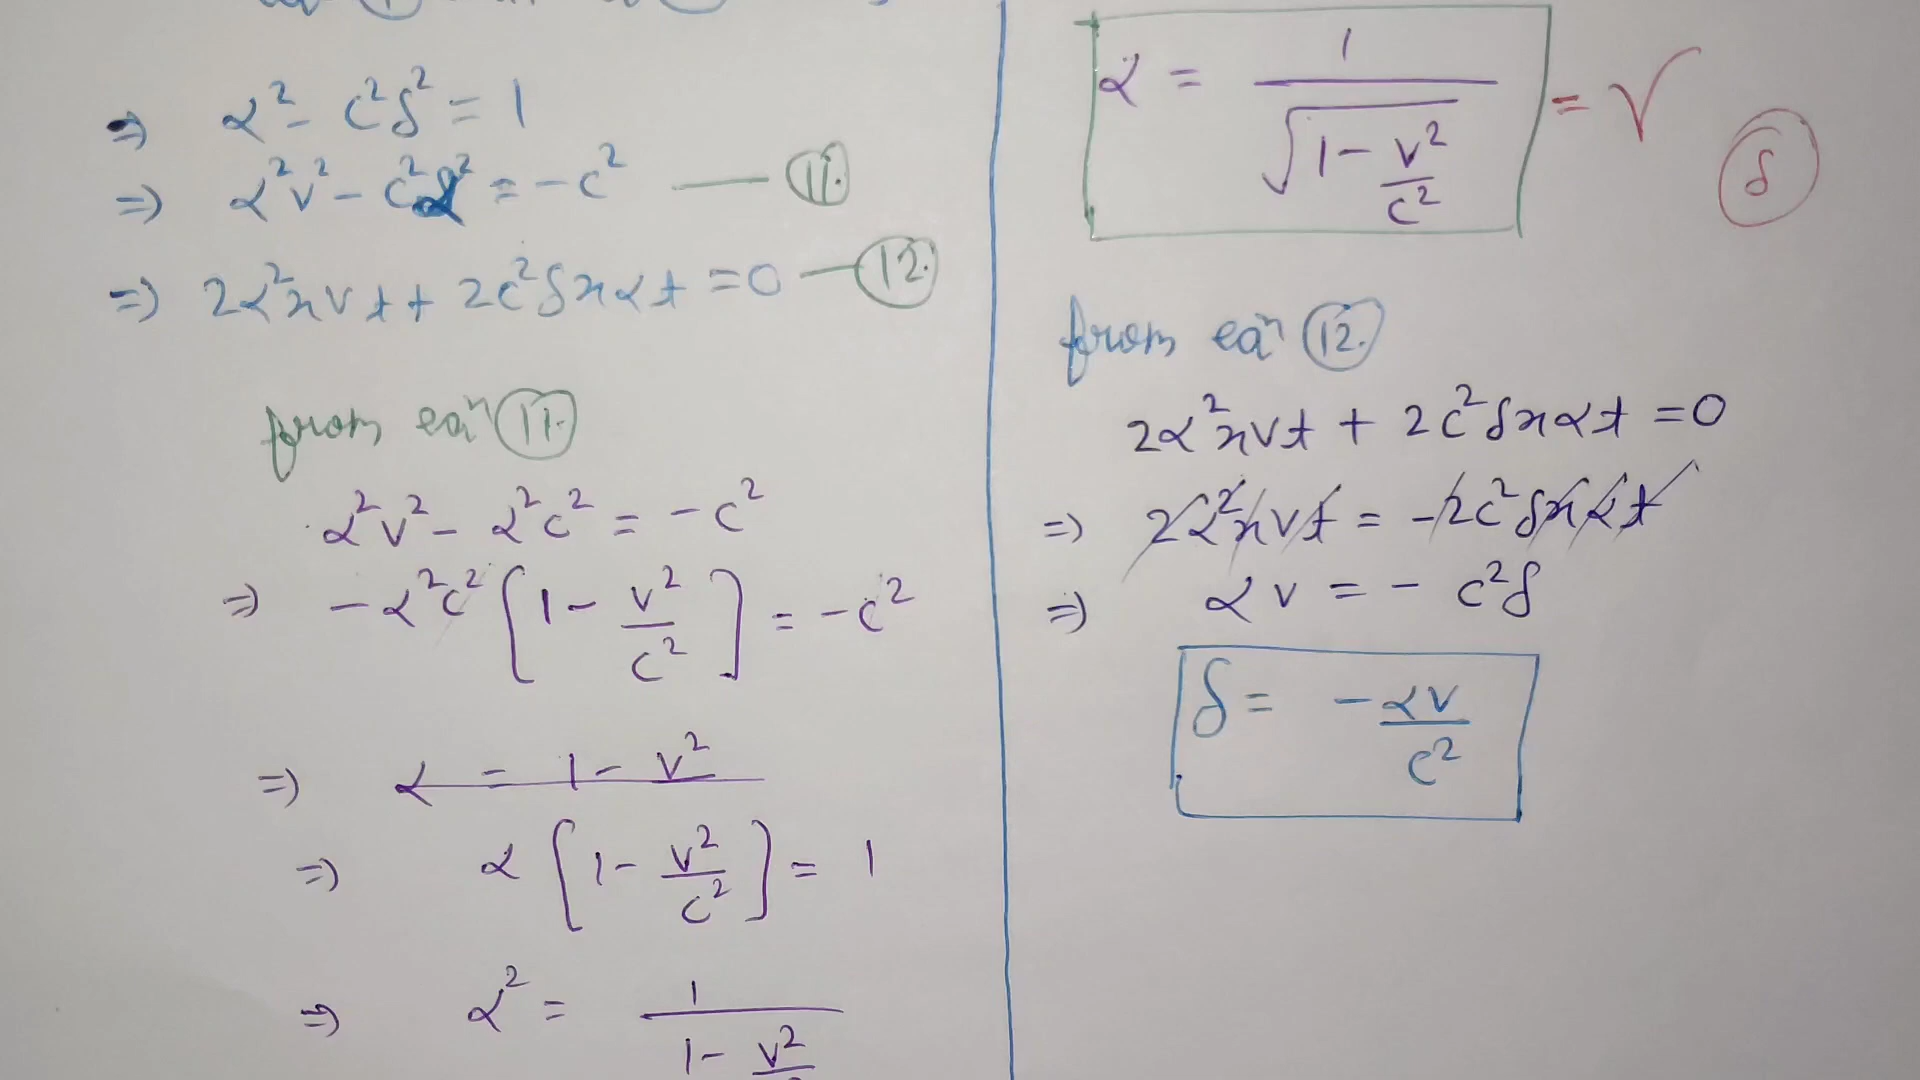 ⇒ α² - c²δ² = 1
⇒ α²v² - c²α² = -c² — (11.)
⇒ 2α²xvt + 2c²δxαt = 0 — (12.)
from eqⁿ (11.)
α²v² - α²c² = -c²
⇒ -α²c² [1 - v²/c²] = -c²
⇒ α = 1 - v²
⇒ α [1 - v²/c²] = 1
⇒ α² = 1/(1 - v²
α = 1/√(1 - v²/c²) = γ
δ
from eqⁿ (12.)
2α²xvt + 2c²δxαt = 0
⇒ 2α²xvt = -2c²δxαt
⇒ αv = - c²δ
δ = -αv/c²